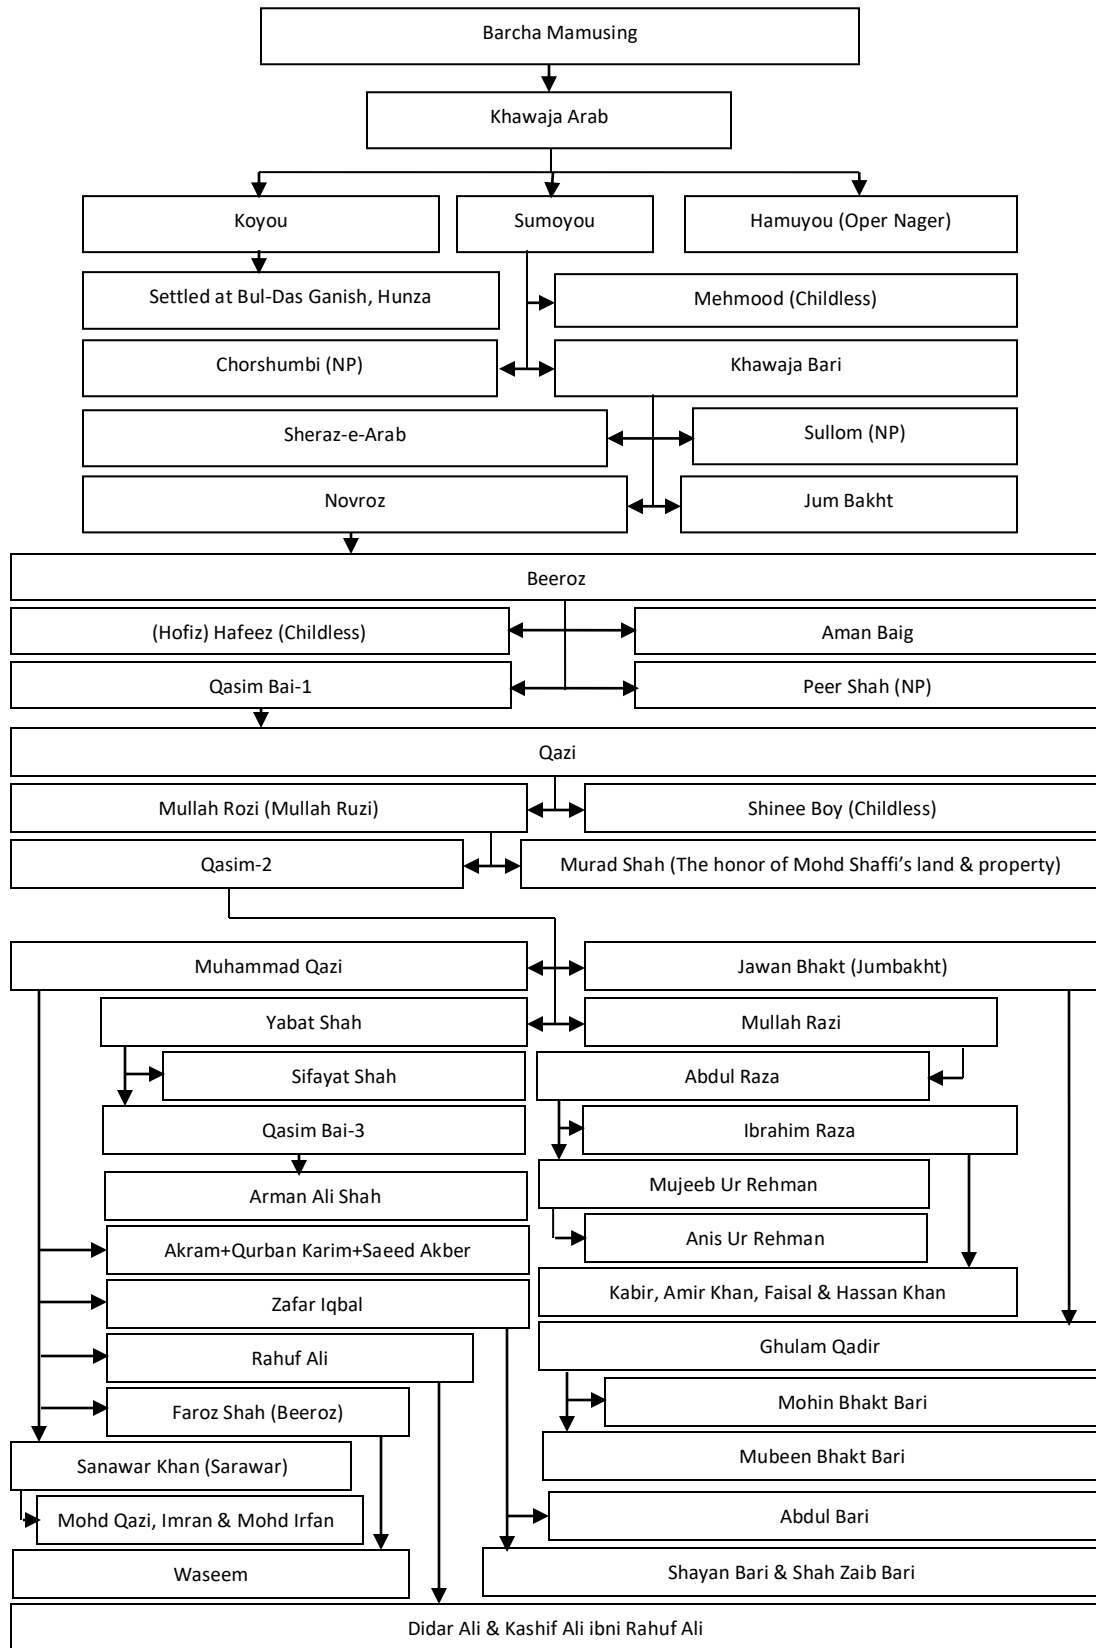 Barcha Mamusing
Khawaja Arab
Koyou
Sumoyou
Hamuyou (Oper Nager)
Settled at Bul-Das Ganish, Hunza
Mehmood (Childless)
Chorshumbi (NP)
Khawaja Bari
Sheraz-e-Arab
Sullom (NP)
Novroz
Jum Bakht
Beeroz
(Hofiz) Hafeez (Childless)
Aman Baig
Qasim Bai-1
Peer Shah (NP)
Qazi
Mullah Rozi (Mullah Ruzi)
Shinee Boy (Childless)
Qasim-2
Murad Shah (The honor of Mohd Shaffi’s land & property)
Muhammad Qazi
Jawan Bhakt (Jumbakht)
Yabat Shah
Mullah Razi
Sifayat Shah
Abdul Raza
Qasim Bai-3
Ibrahim Raza
Arman Ali Shah
Mujeeb Ur Rehman
Akram+Qurban Karim+Saeed Akber
Anis Ur Rehman
Zafar Iqbal
Kabir, Amir Khan, Faisal & Hassan Khan
Rahuf Ali
Ghulam Qadir
Faroz Shah (Beeroz)
Mohin Bhakt Bari
Sanawar Khan (Sarawar)
Mubeen Bhakt Bari
Mohd Qazi, Imran & Mohd Irfan
Abdul Bari
Waseem
Shayan Bari & Shah Zaib Bari
Didar Ali & Kashif Ali ibni Rahuf Ali